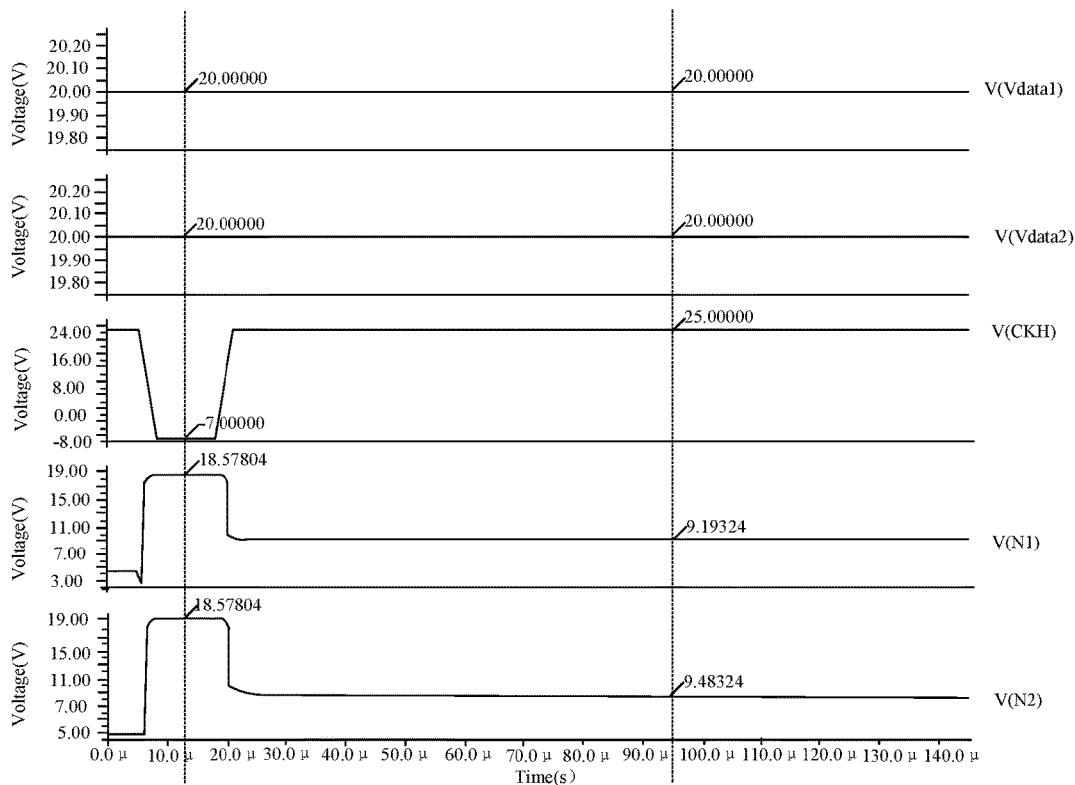 Voltage(V)
20.20
20.10
20.00
19.90
19.80
20.00000
20.00000
V(Vdata1)
Voltage(V)
20.20
20.10
20.00
19.90
19.80
20.00000
20.00000
V(Vdata2)
Voltage(V)
24.00
16.00
8.00
0.00
-8.00
-7.00000
25.00000
V(CKH)
Voltage(V)
19.00
15.00
11.00
7.00
3.00
18.57804
9.19324
V(N1)
Voltage(V)
19.00
15.00
11.00
7.00
5.00
18.57804
9.48324
V(N2)
0.0 μ 10.0 μ 20.0 μ 30.0 μ 40.0 μ 50.0 μ 60.0 μ 70.0 μ 80.0 μ 90.0 μ 100.0 μ 110.0 μ 120.0 μ 130.0 μ 140.0 μ
Time(s)